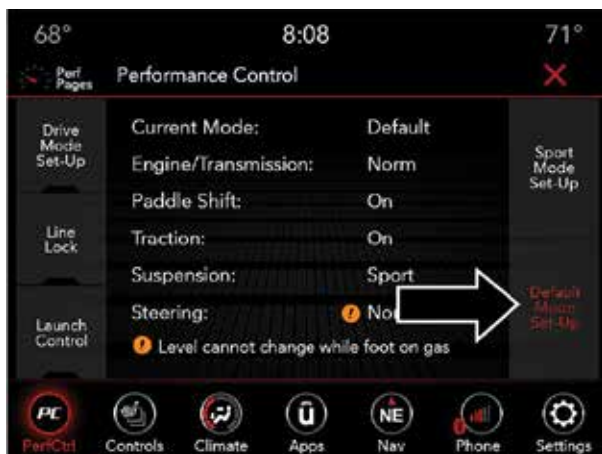 68° 8:08 71°
Perf Pages Performance Control
Drive Mode Set-Up
Line Lock
Launch Control
Current Mode: Default
Engine/Transmission: Norm
Paddle Shift: On
Traction: On
Suspension: Sport
Steering:
Level cannot change while foot on gas
Sport Mode Set-Up
Default Mode Set-Up
PC NE
PerfCtrl Controls Climate Apps Nav Phone Settings